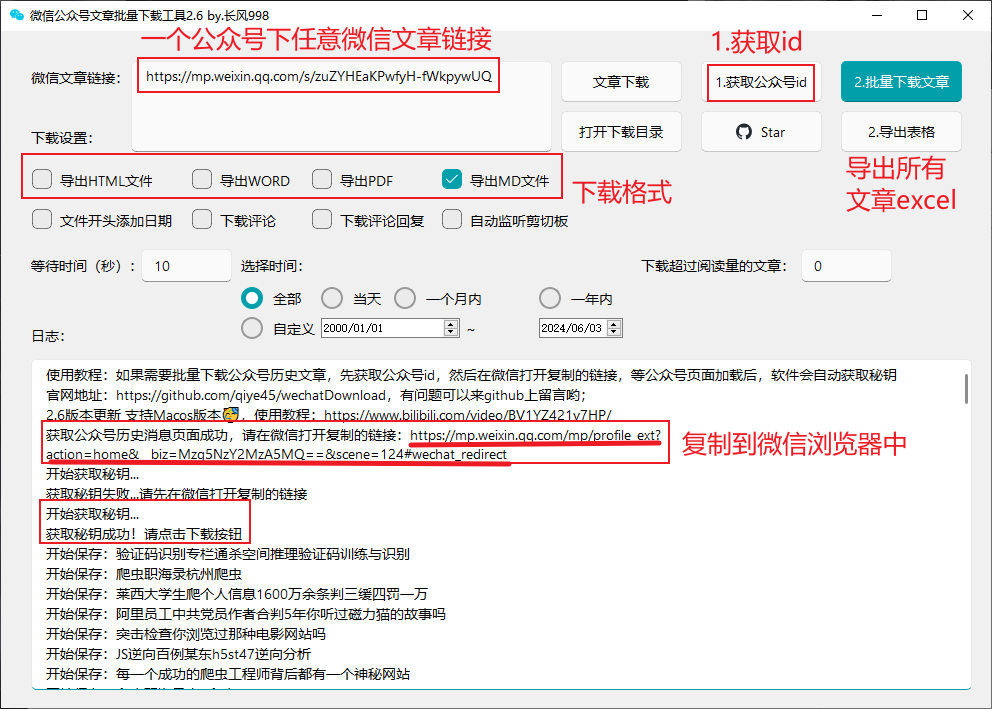 微信公众号文章批量下载工具2.6 by.长风998
一个公众号下任意微信文章链接
1.获取id
微信文章链接：
https://mp.weixin.qq.com/s/zuZYHEaKPwfyH-fWkpywUQ
文章下载
1.获取公众号id
2.批量下载文章
下载设置：
打开下载目录
Star
2.导出表格
导出HTML文件
导出WORD
导出PDF
导出MD文件
下载格式
导出所有
文章excel
文件开头添加日期
下载评论
下载评论回复
自动监听剪切板
等待时间（秒）：
10
选择时间：
下载超过阅读量的文章：
0
全部
当天
一个月内
一年内
自定义
2000/01/01
~
2024/06/03
日志：
使用教程：如果需要批量下载公众号历史文章，先获取公众号id，然后在微信打开复制的链接，等公众号页面加载后，软件会自动获取秘钥
官网地址：https://github.com/qiye45/wechatDownload，有问题可以来github上留言哟；
2.6版本更新 支持Macos版本🥳，使用教程：https://www.bilibili.com/video/BV1YZ421v7HP/
获取公众号历史消息页面成功，请在微信打开复制的链接：https://mp.weixin.qq.com/mp/profile_ext?
action=home&__biz=Mzg5NzY2MzA5MQ==&scene=124#wechat_redirect
复制到微信浏览器中
开始获取秘钥...
获取秘钥失败...请先在微信打开复制的链接
开始获取秘钥...
获取秘钥成功！请点击下载按钮
开始保存：验证码识别专栏通杀空间推理验证码训练与识别
开始保存：爬虫职海录杭州爬虫
开始保存：莱西大学生爬个人信息1600万余条判三缓四罚一万
开始保存：阿里员工中共党员作者合判5年你听过磁力猫的故事吗
开始保存：突击检查你浏览过那种电影网站吗
开始保存：JS逆向百例某东h5st47逆向分析
开始保存：每一个成功的爬虫工程师背后都有一个神秘网站